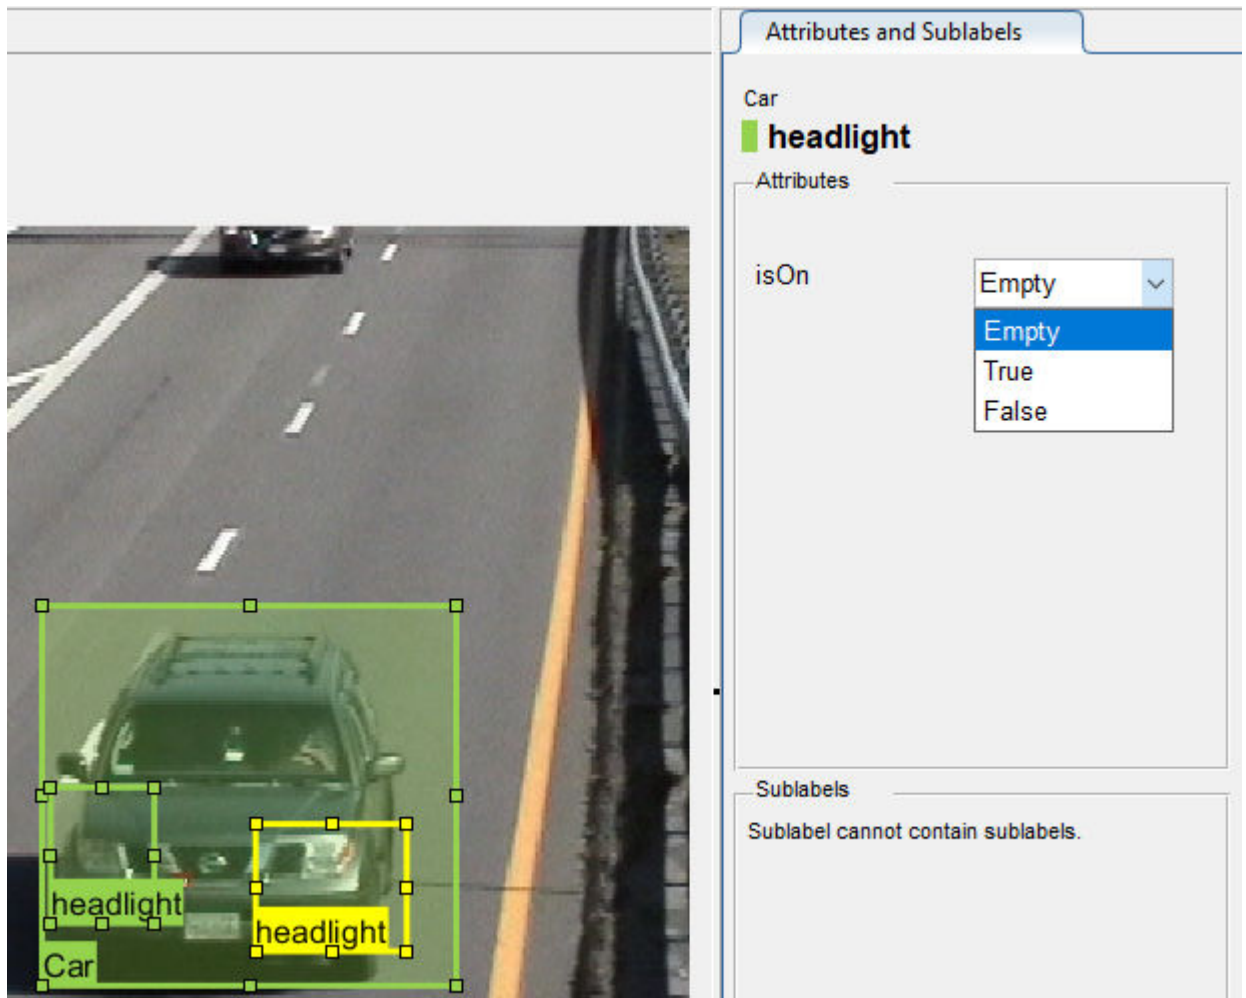 Attributes and Sublabels
Car
headlight
Attributes
isOn
Empty
Empty
True
False
Sublabels
Sublabel cannot contain sublabels.
headlight
headlight
Car